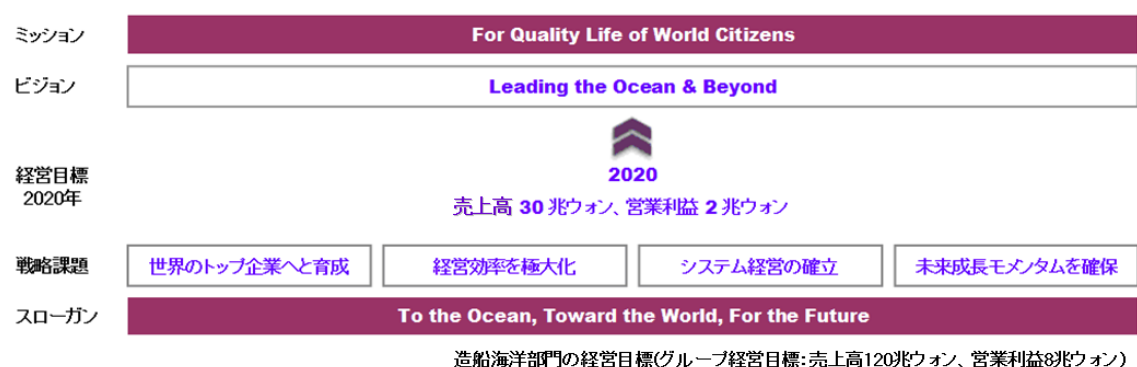 ミッション
For Quality Life of World Citizens
ビジョン
Leading the Ocean & Beyond
経営目標
2020年
2020
売上高 30 兆ウォン、営業利益 2 兆ウォン
戦略課題
世界のトップ企業へと育成
経営効率を極大化
システム経営の確立
未来成長モメンタムを確保
スローガン
To the Ocean, Toward the World, For the Future
造船海洋部門の経営目標(グループ経営目標:売上高120兆ウォン、営業利益8兆ウォン)